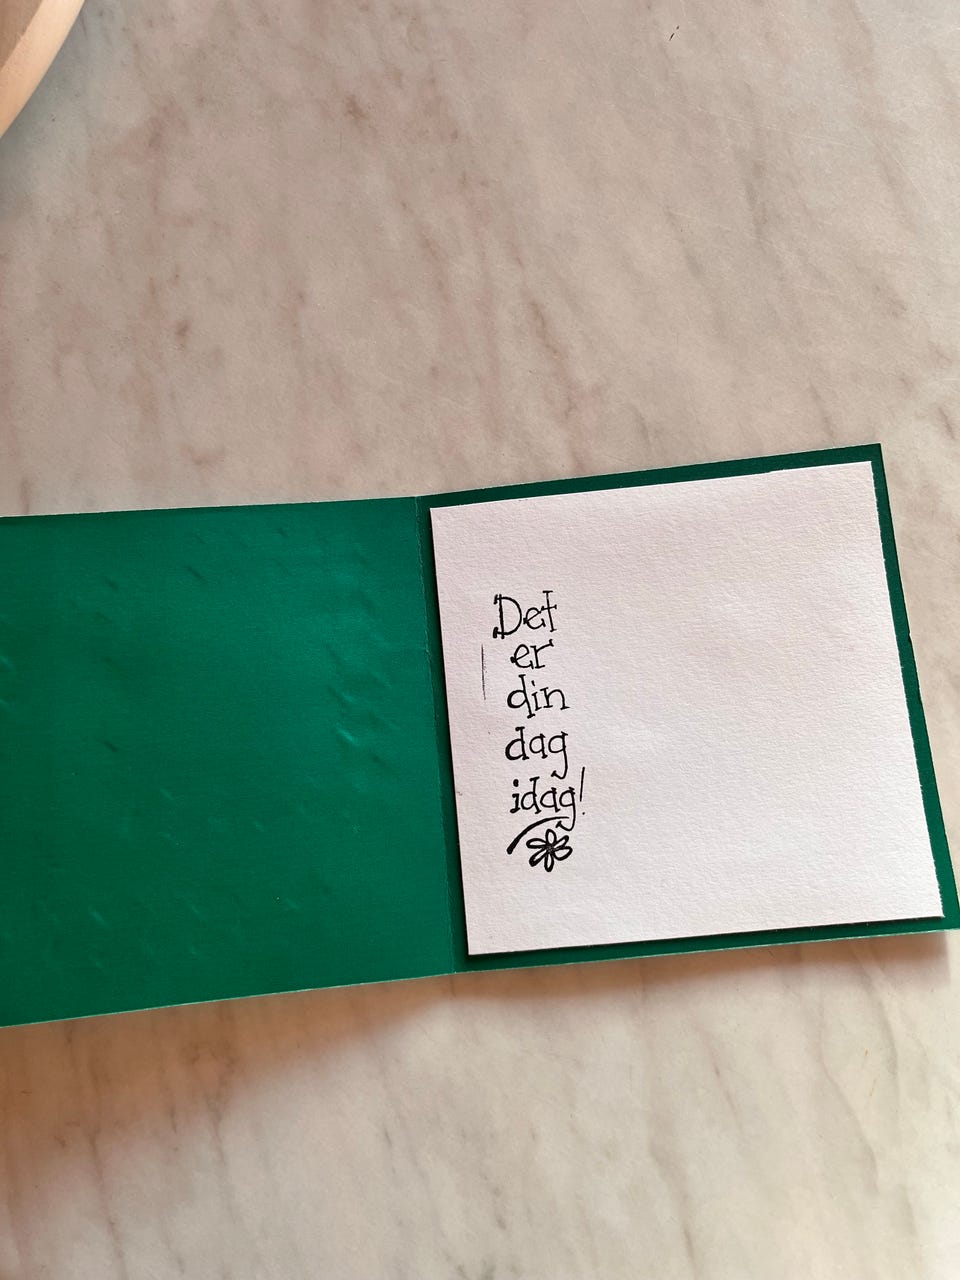 Det
er
din
dag
idag!